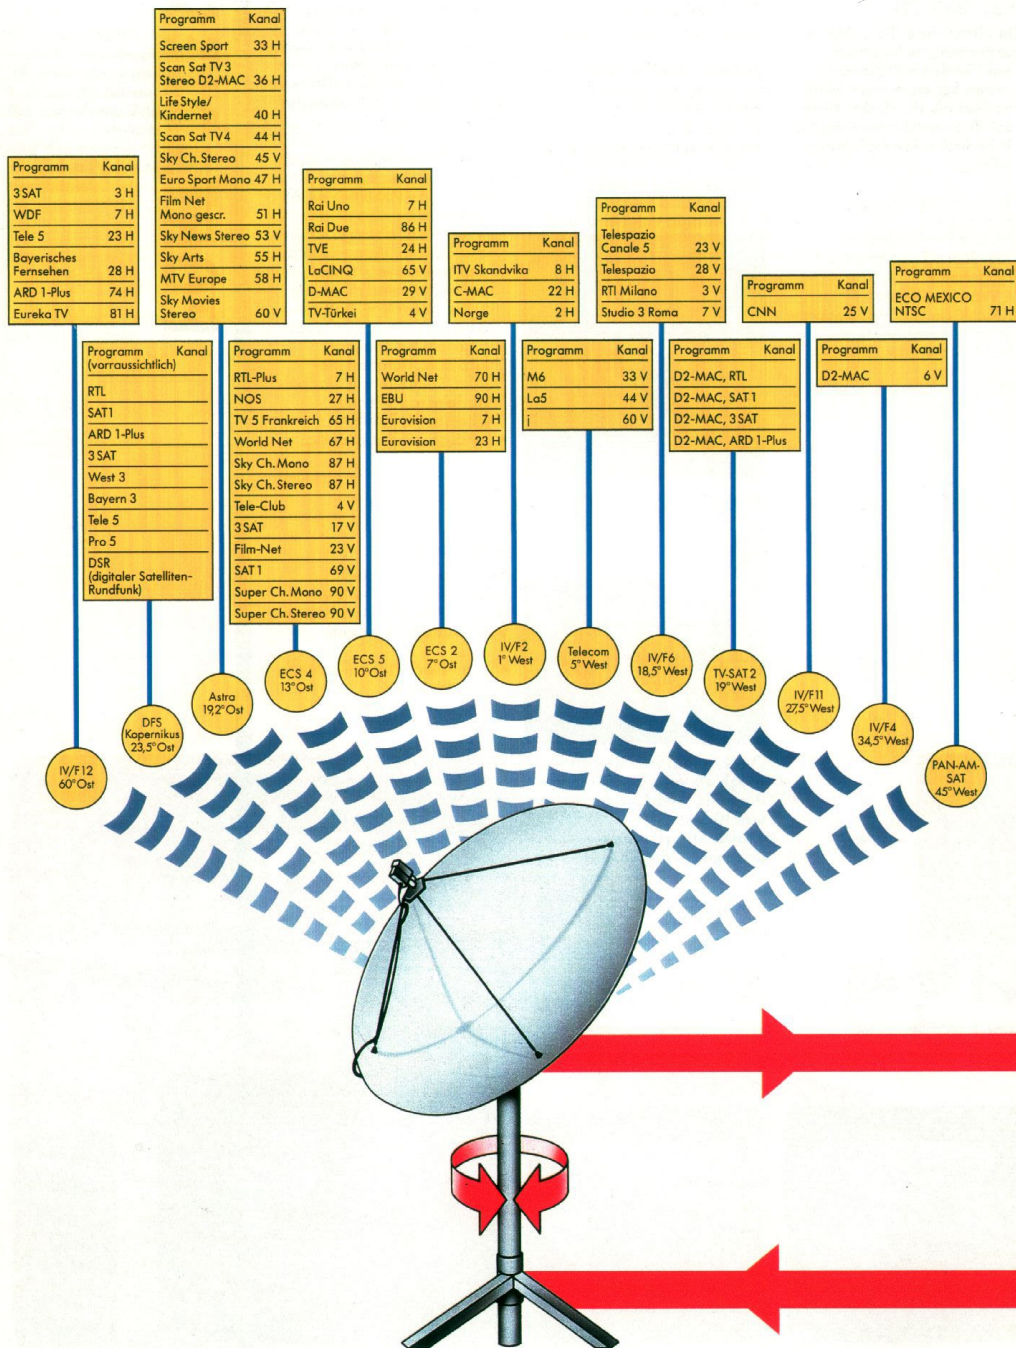 Programm Kanal
3 SAT 3 H
WDF 7 H
Tele 5 23 H
Bayerisches
Fernsehen 28 H
ARD 1-Plus 74 H
Eureka TV 81 H
IV/F12
60° Ost
Programm Kanal
(vorraussichtlich)
RTL
SAT1
ARD 1-Plus
3 SAT
West 3
Bayern 3
Tele 5
Pro 5
DSR
(digitaler Satelliten-
Rundfunk)
DFS
Kopernikus
23,5° Ost
Programm Kanal
Screen Sport 33 H
Scan Sat TV 3
Stereo D2-MAC 36 H
Life Style/
Kindernet 40 H
Scan Sat TV4 44 H
Sky Ch. Stereo 45 V
Euro Sport Mono 47 H
Film Net
Mono gescr. 51 H
Sky News Stereo 53 V
Sky Arts 55 H
MTV Europe 58 H
Sky Movies
Stereo 60 V
Astra
19,2° Ost
Programm Kanal
RTL-Plus 7 H
NOS 27 H
TV 5 Frankreich 65 H
World Net 67 H
Sky Ch. Mono 87 H
Sky Ch. Stereo 87 H
Tele-Club 4 V
3 SAT 17 V
Film-Net 23 V
SAT 1 69 V
Super Ch. Mono 90 V
Super Ch. Stereo 90 V
ECS 4
13° Ost
Programm Kanal
Rai Uno 7 H
Rai Due 86 H
TVE 24 H
LaCINQ 65 V
D-MAC 29 V
TV-Türkei 4 V
ECS 5
10° Ost
Programm Kanal
World Net 70 H
EBU 90 H
Eurovision 7 H
Eurovision 23 H
ECS 2
7° Ost
Programm Kanal
ITV Skandvika 8 H
C-MAC 22 H
Norge 2 H
IV/F2
1° West
Programm Kanal
M6 33 V
La5 44 V
j 60 V
Telecom
5° West
Programm Kanal
Telespazio
Canale 5 23 V
Telespazio 28 V
RTI Milano 3 V
Studio 3 Roma 7 V
IV/F6
18,5° West
Programm Kanal
D2-MAC, RTL
D2-MAC, SAT 1
D2-MAC, 3 SAT
D2-MAC, ARD 1-Plus
TV-SAT 2
19° West
Programm Kanal
CNN 25 V
IV/F11
27,5° West
Programm Kanal
D2-MAC 6 V
IV/F4
34,5° West
Programm Kanal
ECO MEXICO
NTSC 71 H
PAN-AM-
SAT
45° West